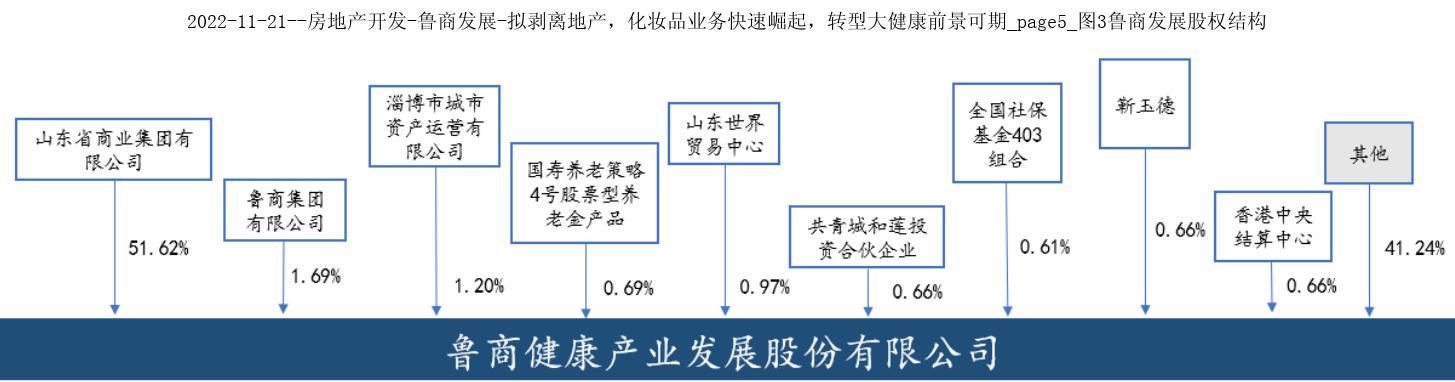 2022-11-21--房地产开发-鲁商发展-拟剥离地产，化妆品业务快速崛起，转型大健康前景可期_page5_图3鲁商发展股权结构
山东省商业集团有
限公司
51.62%
鲁商集团
有限公司
1.69%
淄博市城市
资产运营有
限公司
1.20%
国寿养老策略
4号股票型养
老金产品
0.69%
山东世界
贸易中心
0.97%
共青城和莲投
资合伙企业
0.66%
全国社保
基金403
组合
0.61%
靳玉德
0.66%
香港中央
结算中心
0.66%
其他
41.24%
鲁商健康产业发展股份有限公司